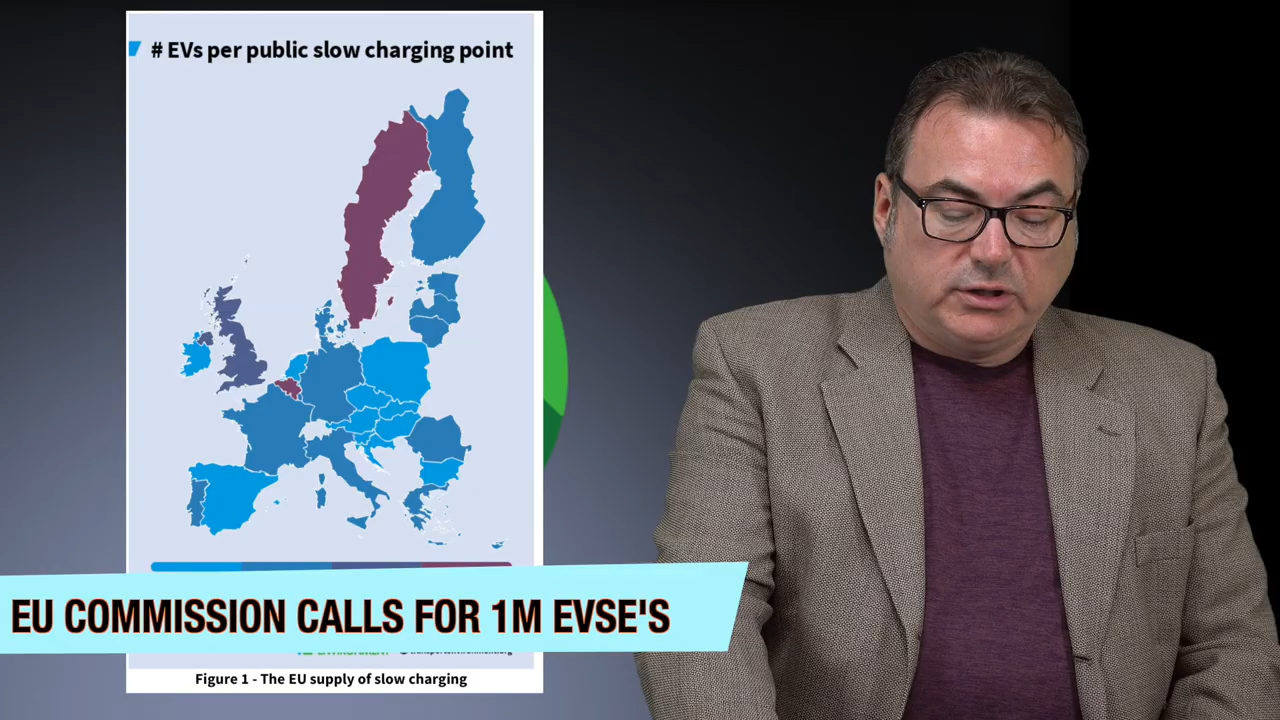 # EVs per public slow charging point
EU COMMISSION CALLS FOR 1M EVSE'S
Figure 1 - The EU supply of slow charging